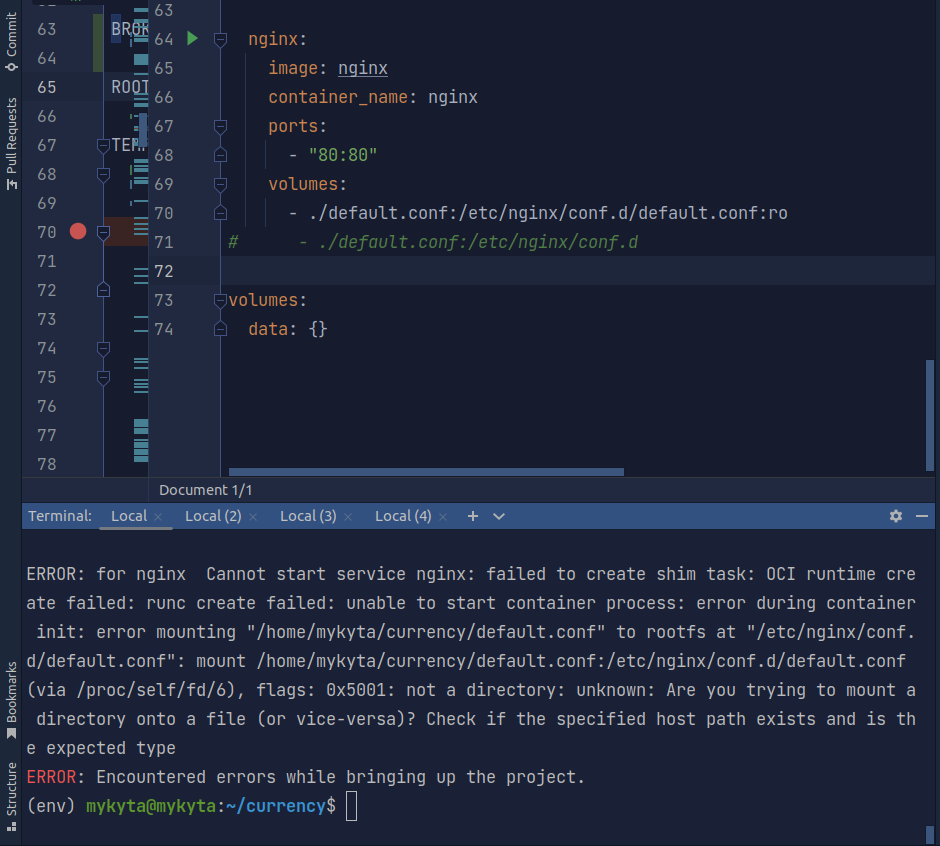 Commit
Pull Requests
Bookmarks
Structure
63
64
65
66
67
68
69
70
71
72
73
74
75
76
77
78
ROOT
63
64 nginx:
65 image: nginx
66 container_name: nginx
67 ports:
68 - "80:80"
69 volumes:
70 - ./default.conf:/etc/nginx/conf.d/default.conf:ro
71 # - ./default.conf:/etc/nginx/conf.d
72
73 volumes:
74 data: {}
Document 1/1
Terminal: Local × Local (2) × Local (3) × Local (4) × +
ERROR: for nginx  Cannot start service nginx: failed to create shim task: OCI runtime cre
ate failed: runc create failed: unable to start container process: error during container
 init: error mounting "/home/mykyta/currency/default.conf" to rootfs at "/etc/nginx/conf.
d/default.conf": mount /home/mykyta/currency/default.conf:/etc/nginx/conf.d/default.conf
(via /proc/self/fd/6), flags: 0x5001: not a directory: unknown: Are you trying to mount a
 directory onto a file (or vice-versa)? Check if the specified host path exists and is th
e expected type
ERROR: Encountered errors while bringing up the project.
(env) mykyta@mykyta:~/currency$